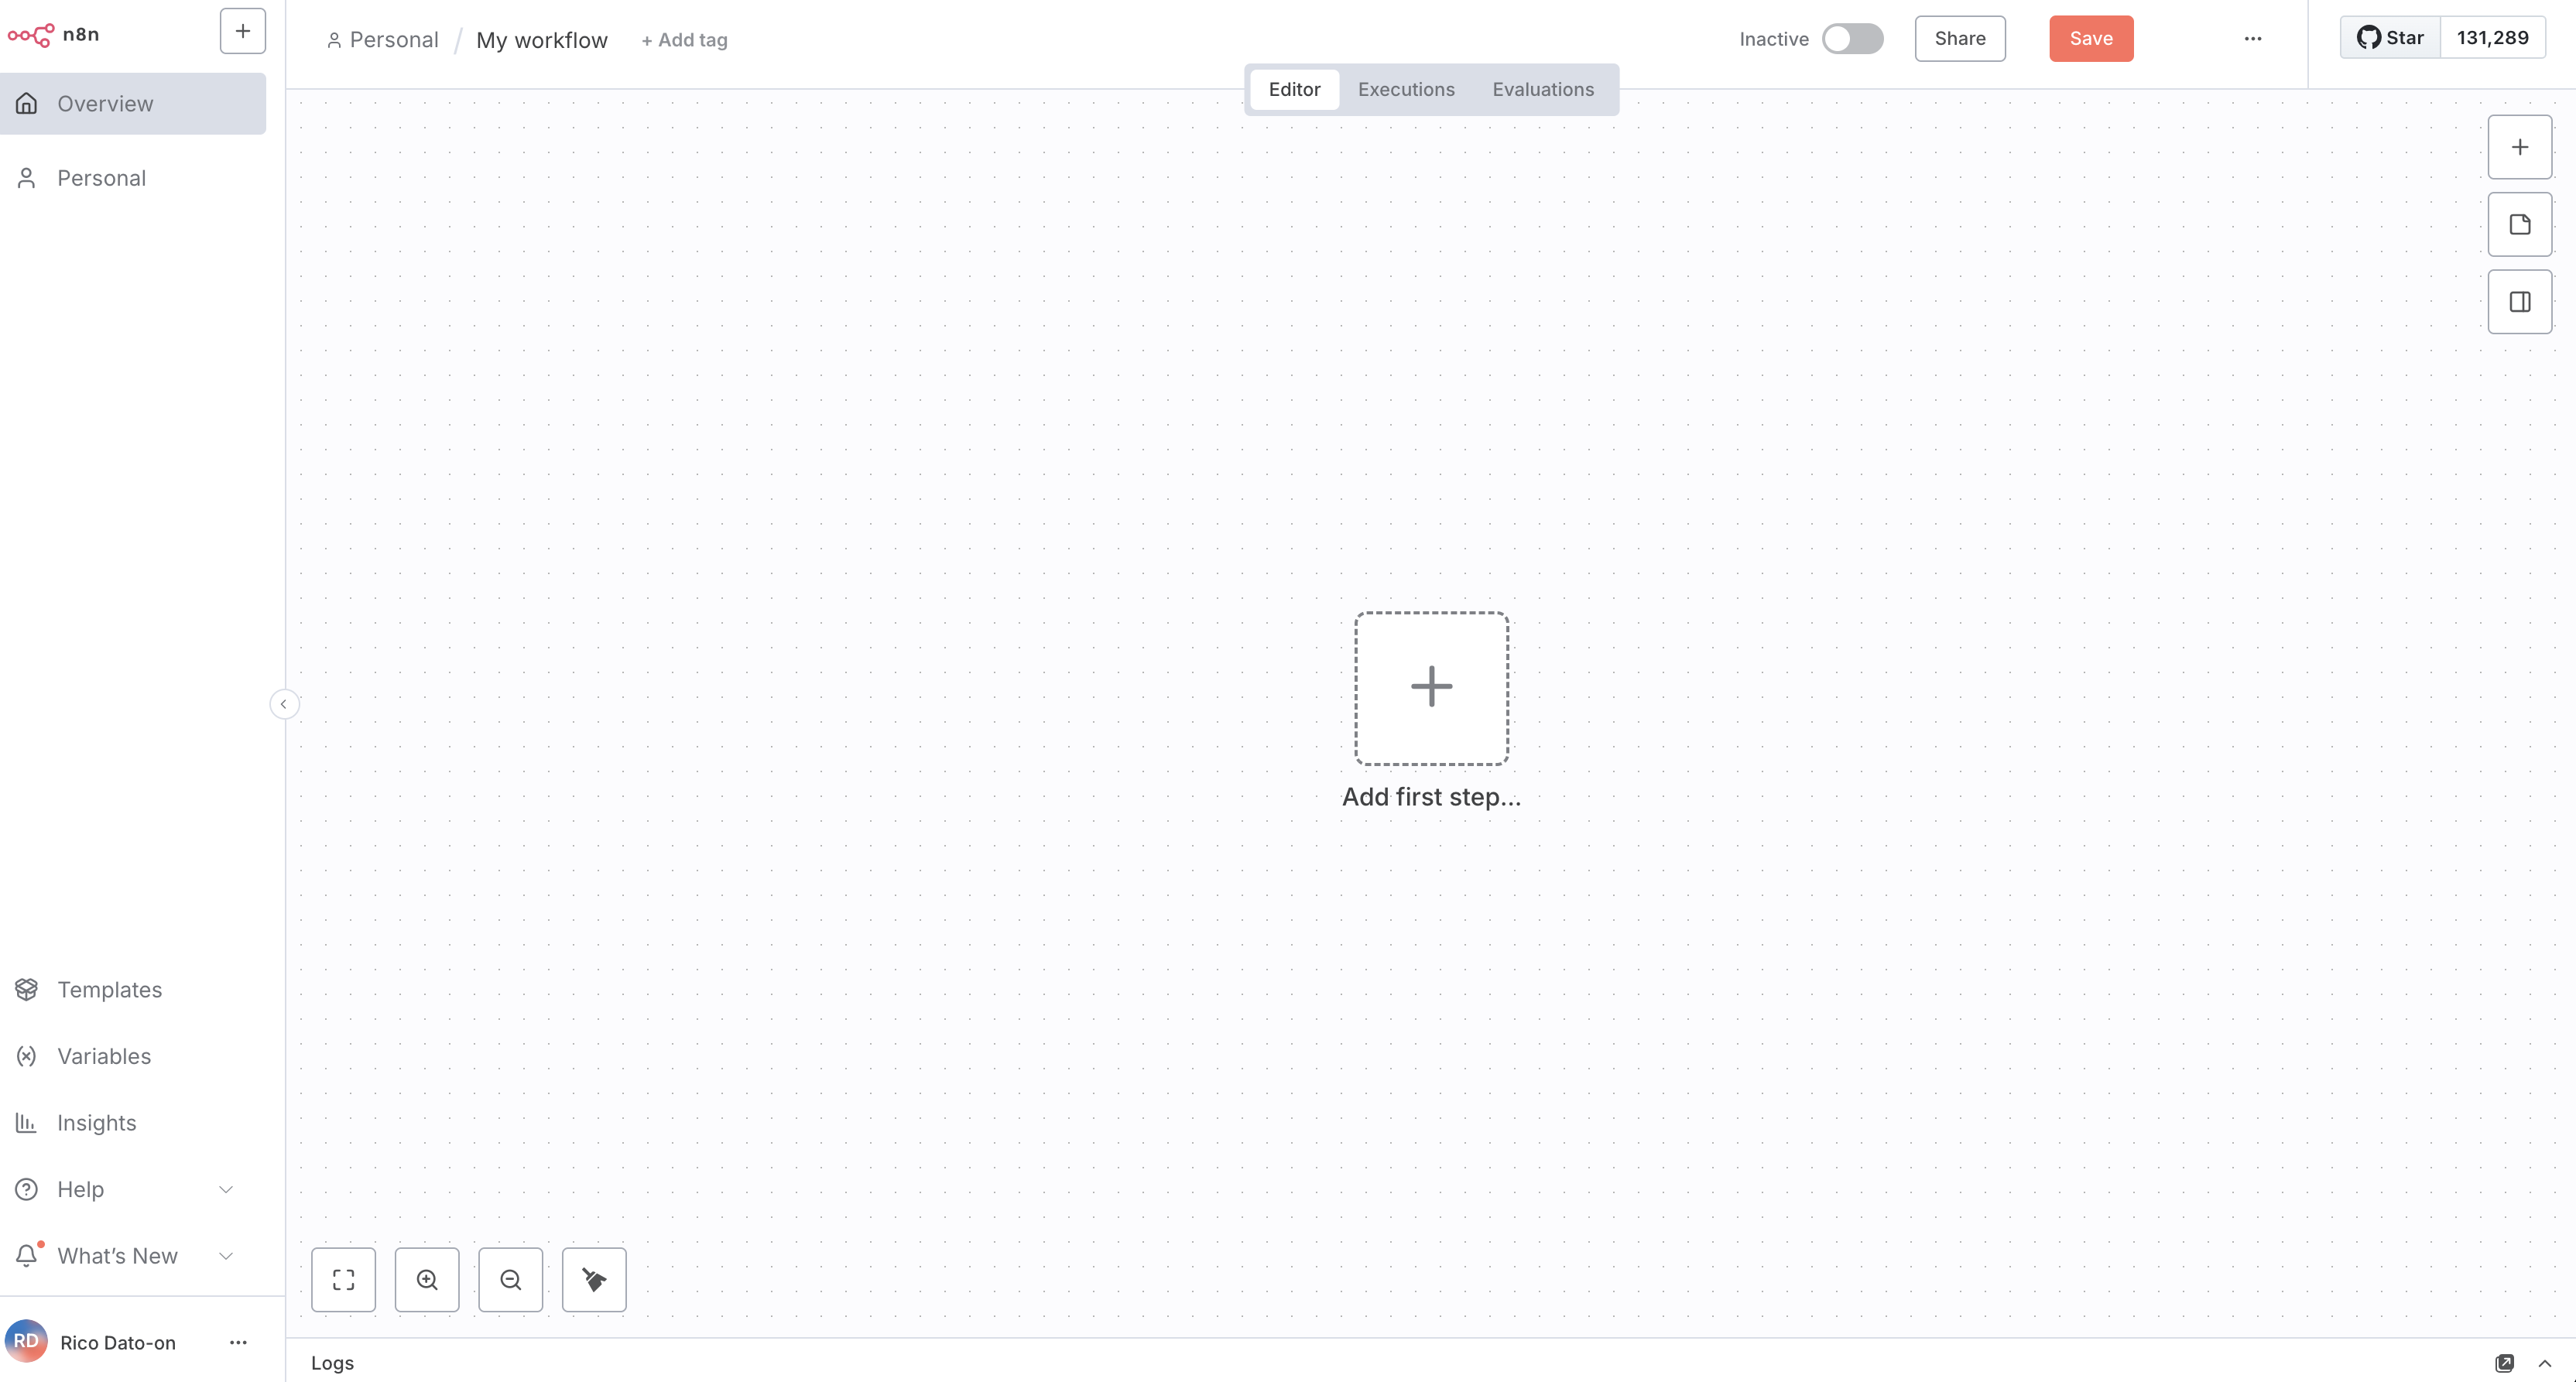 n8n
Overview
Personal
Templates
Variables
Insights
Help
What's New
RD
Rico Dato-on
Personal / My workflow + Add tag
Inactive Share Save Star 131,289
Editor Executions Evaluations
Add first step...
Logs